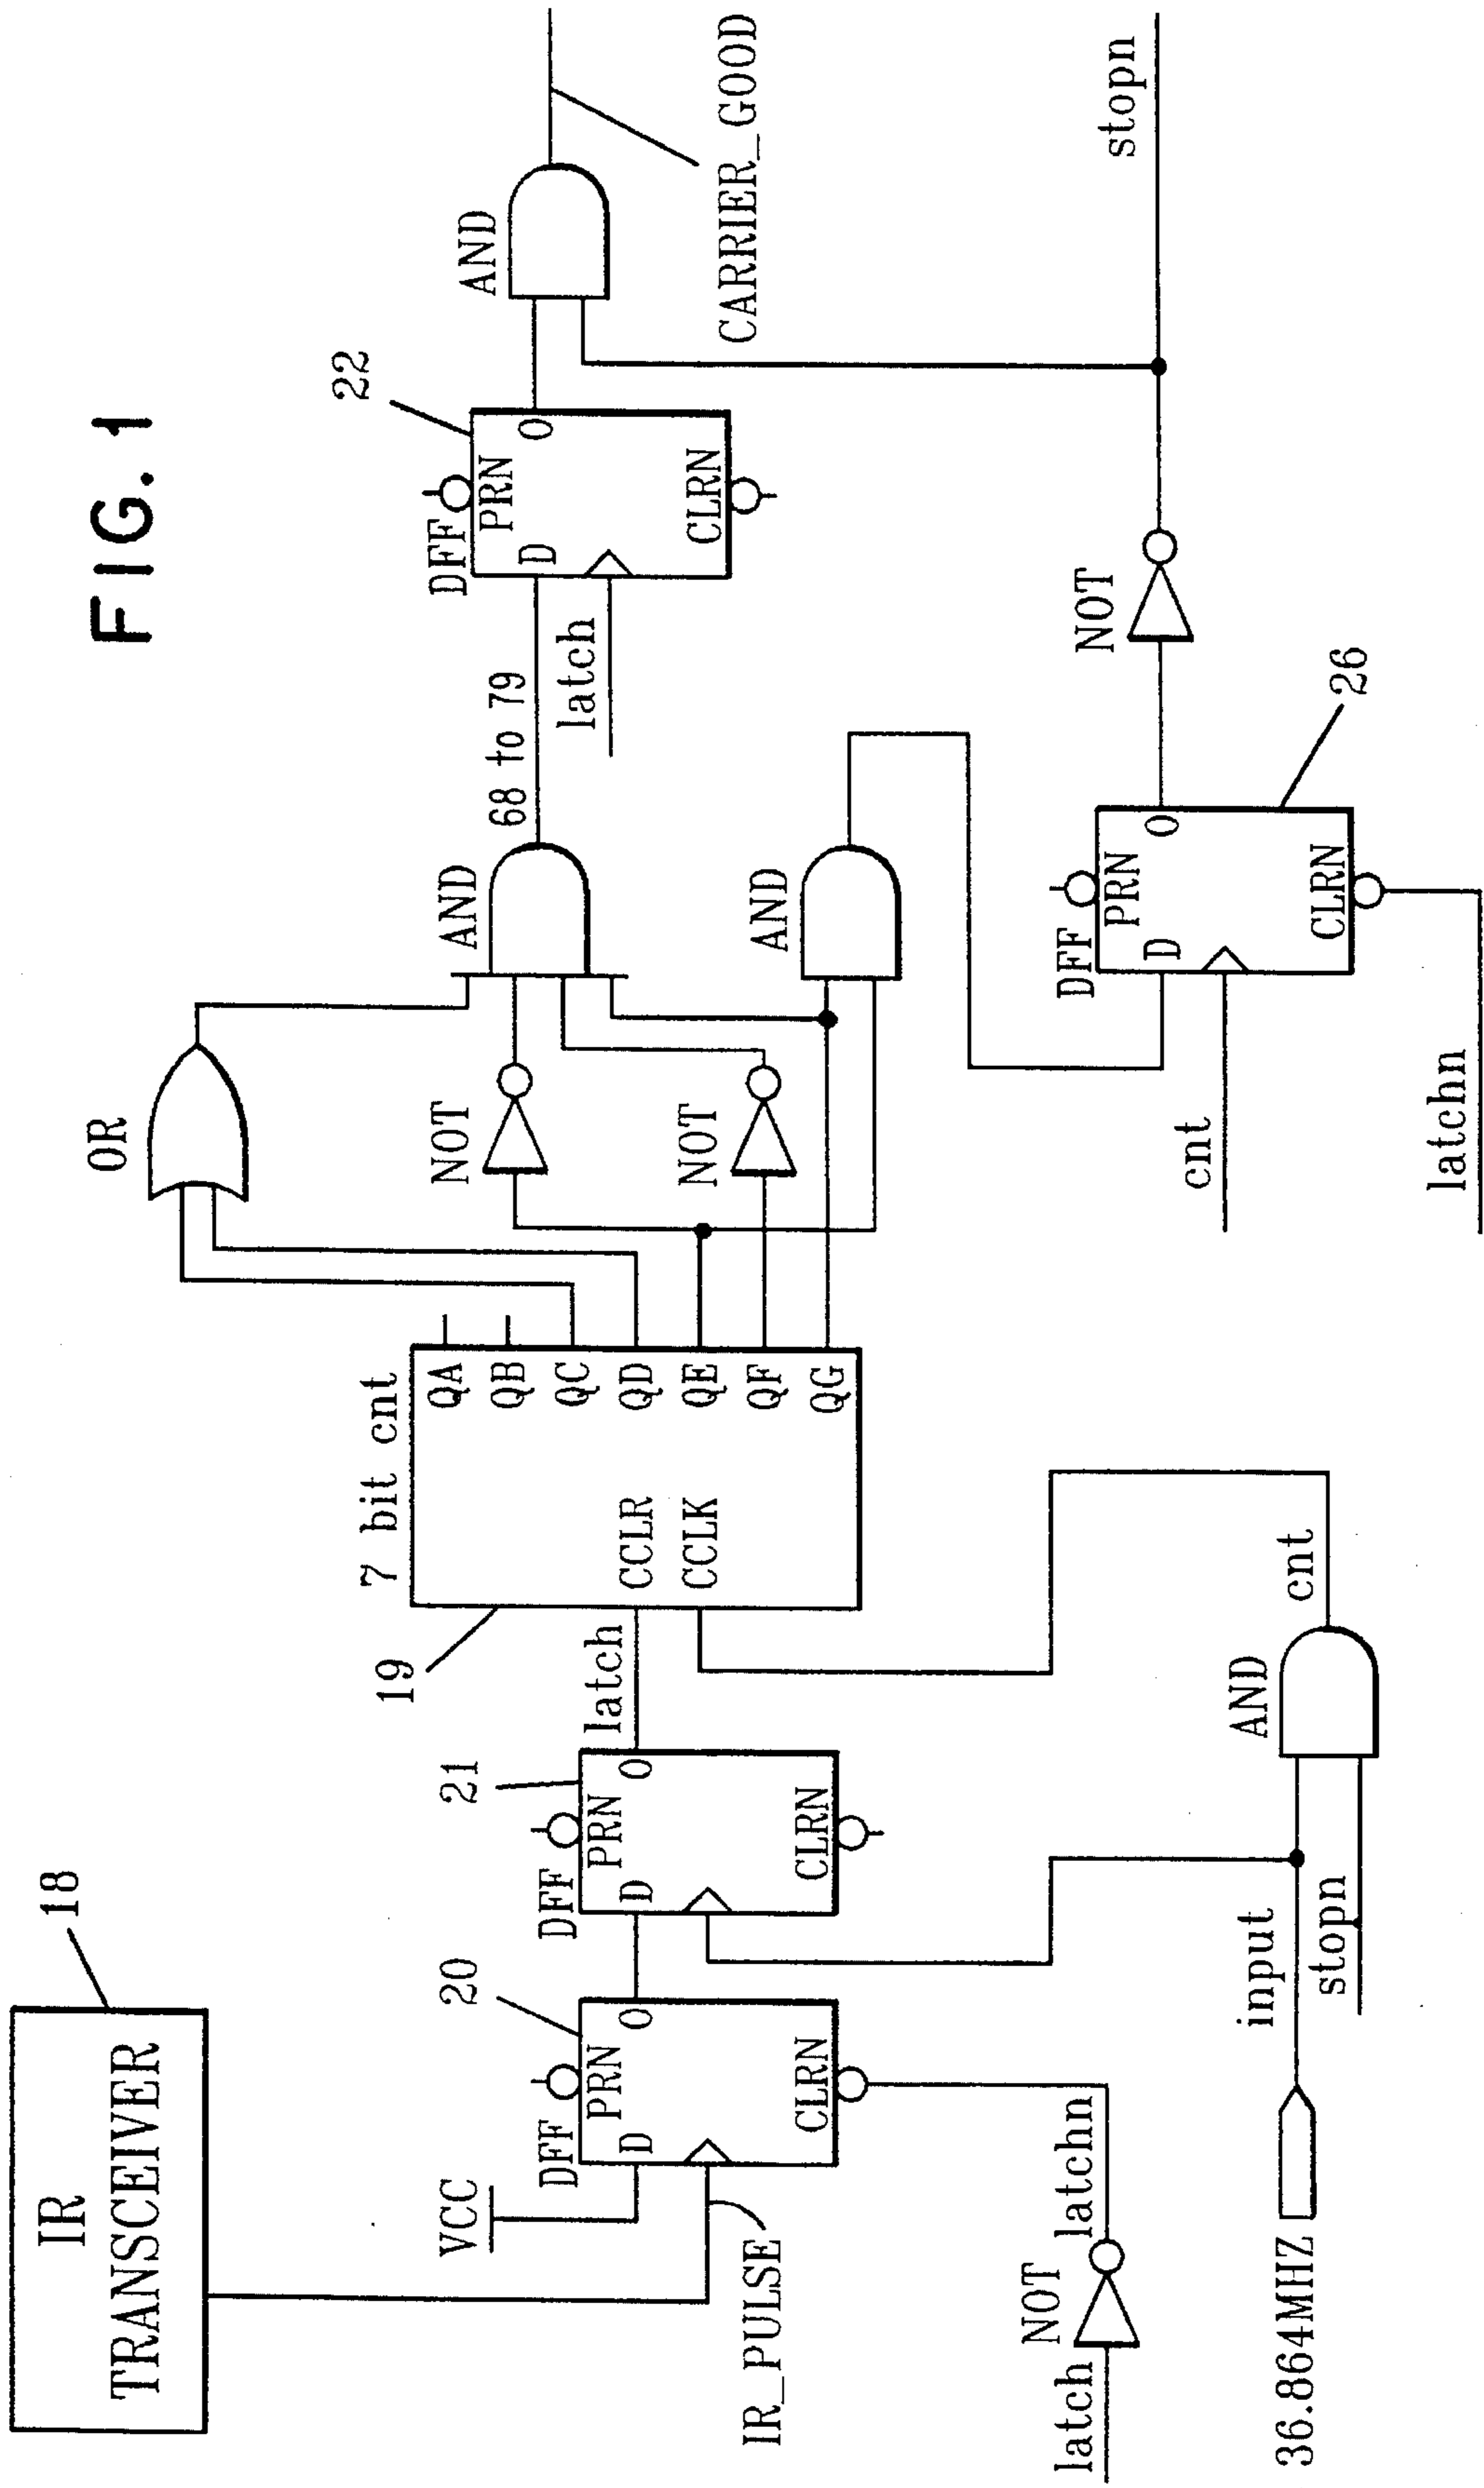 FIG. 1
IR
TRANSCEIVER
18
VCC
IR_PULSE
DFF
20
PRN
D
O
CLRN
DFF
21
PRN
D
O
CLRN
latch
NOT
latchn
36.864MHZ
input
stopn
AND
cnt
latch
19
7 bit cnt
CCLR
CCLK
QA
QB
QC
QD
QE
QF
QG
OR
NOT
NOT
AND
AND
68 to 79
latch
DFF
22
PRN
D
O
CLRN
AND
CARRIER_GOOD
cnt
latchn
DFF
26
PRN
D
O
CLRN
NOT
stopn